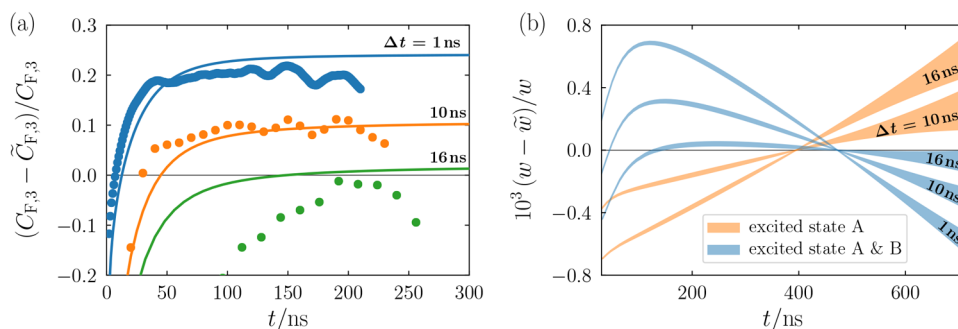 (a)
(C_F,3 − C̃_F,3)/C_F,3
0.3
0.2
0.1
0.0
−0.1
−0.2
Δt = 1 ns
10 ns
16 ns
0 50 100 150 200 250 300
t/ns
(b)
10³ (w − w̃)/w
0.8
0.4
0.0
−0.4
−0.8
16 ns
Δt = 10 ns
16 ns
10 ns
1 ns
excited state A
excited state A & B
200 400 600
t/ns